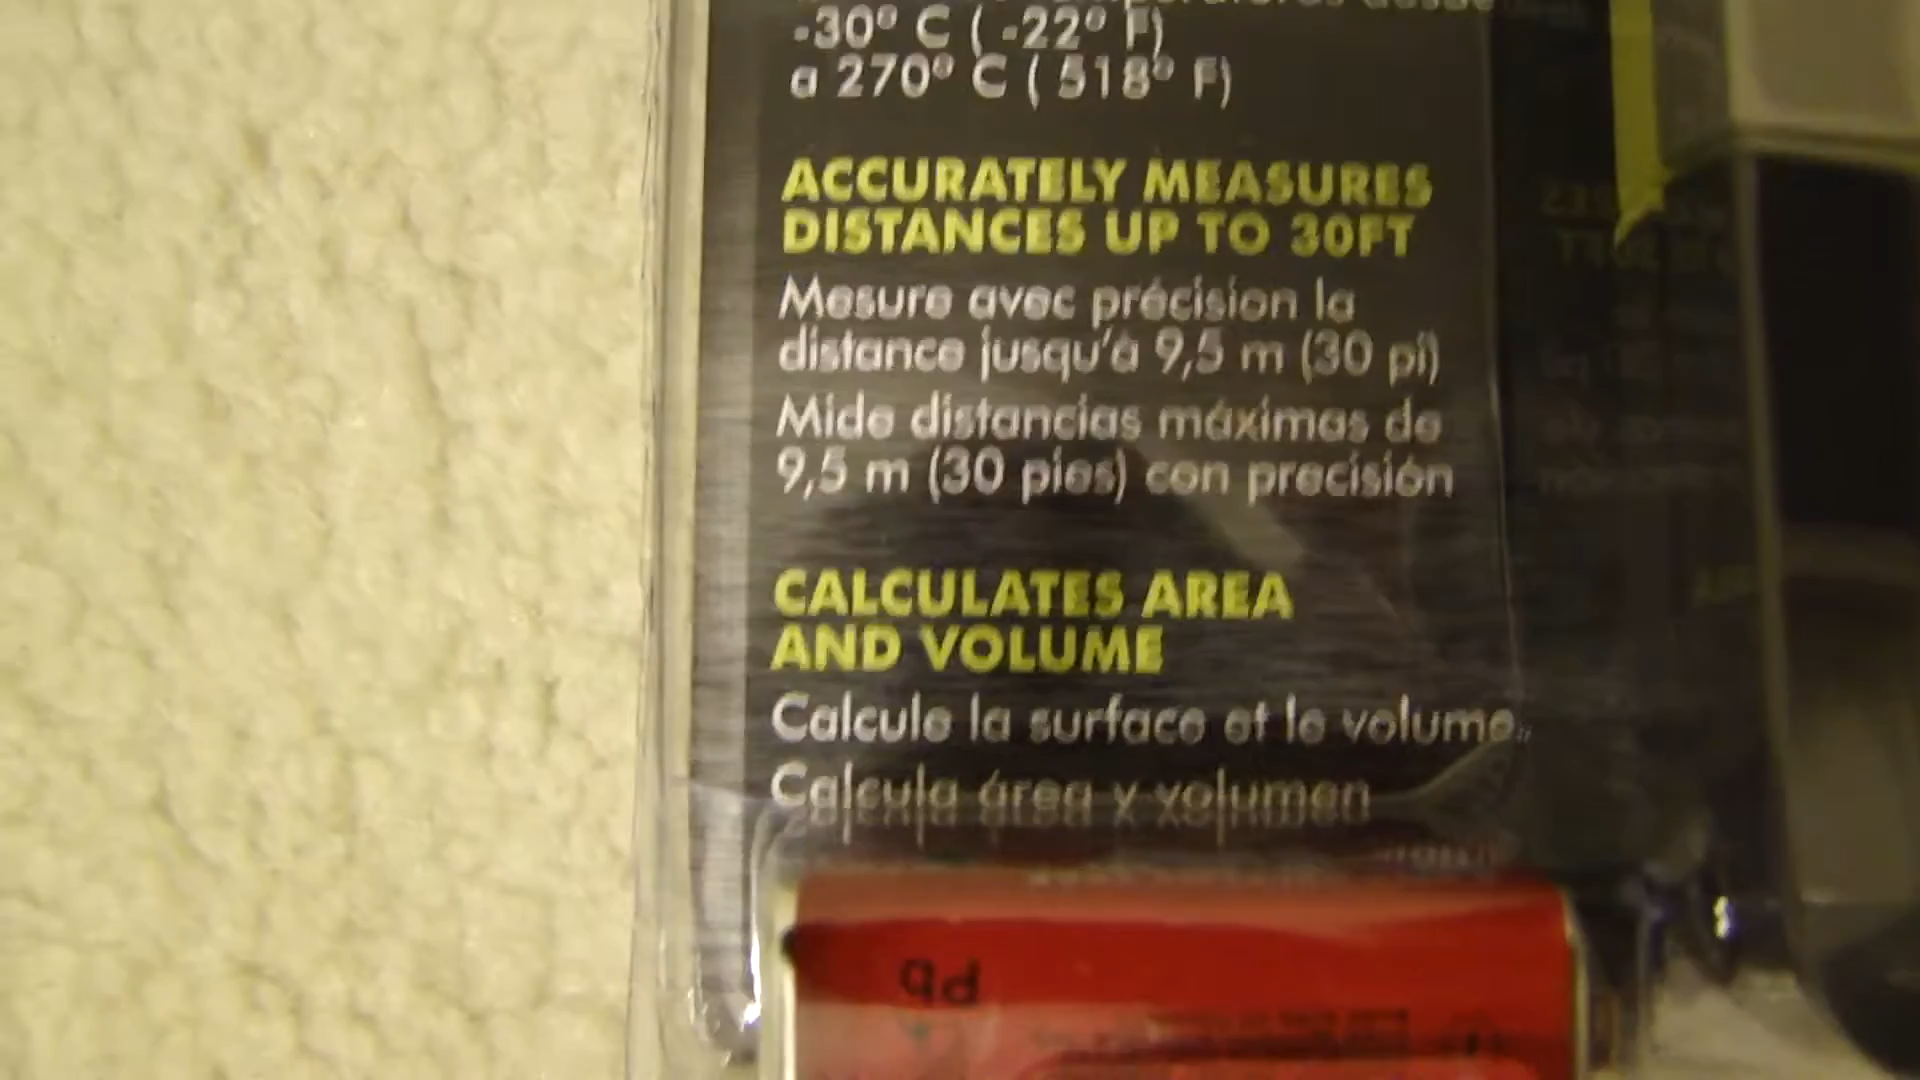 -30° C ( -22° F)
a 270° C ( 518° F)
ACCURATELY MEASURES
DISTANCES UP TO 30FT
Mesure avec précision la
distance jusqu'à 9,5 m (30 pi)
Mide distancias máximas de
9,5 m (30 pies) con precisión
CALCULATES AREA
AND VOLUME
Calcule la surface et le volume
Calcula área y volumen